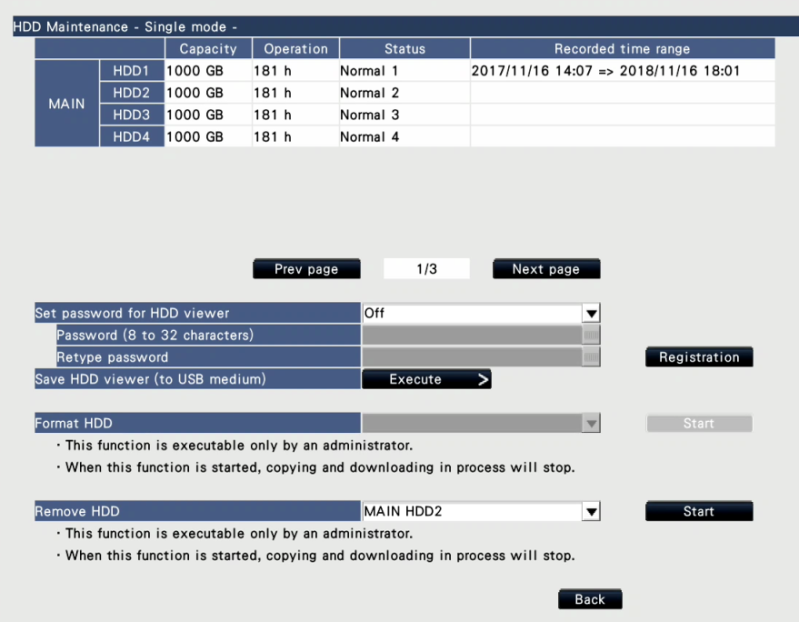 HDD Maintenance - Single mode -
Capacity Operation Status Recorded time range
MAIN
HDD1 1000 GB 181 h Normal 1 2017/11/16 14:07 => 2018/11/16 18:01
HDD2 1000 GB 181 h Normal 2
HDD3 1000 GB 181 h Normal 3
HDD4 1000 GB 181 h Normal 4
Prev page 1/3 Next page
Set password for HDD viewer Off
Password (8 to 32 characters)
Retype password Registration
Save HDD viewer (to USB medium) Execute >
Format HDD Start
・This function is executable only by an administrator.
・When this function is started, copying and downloading in process will stop.
Remove HDD MAIN HDD2 Start
・This function is executable only by an administrator.
・When this function is started, copying and downloading in process will stop.
Back